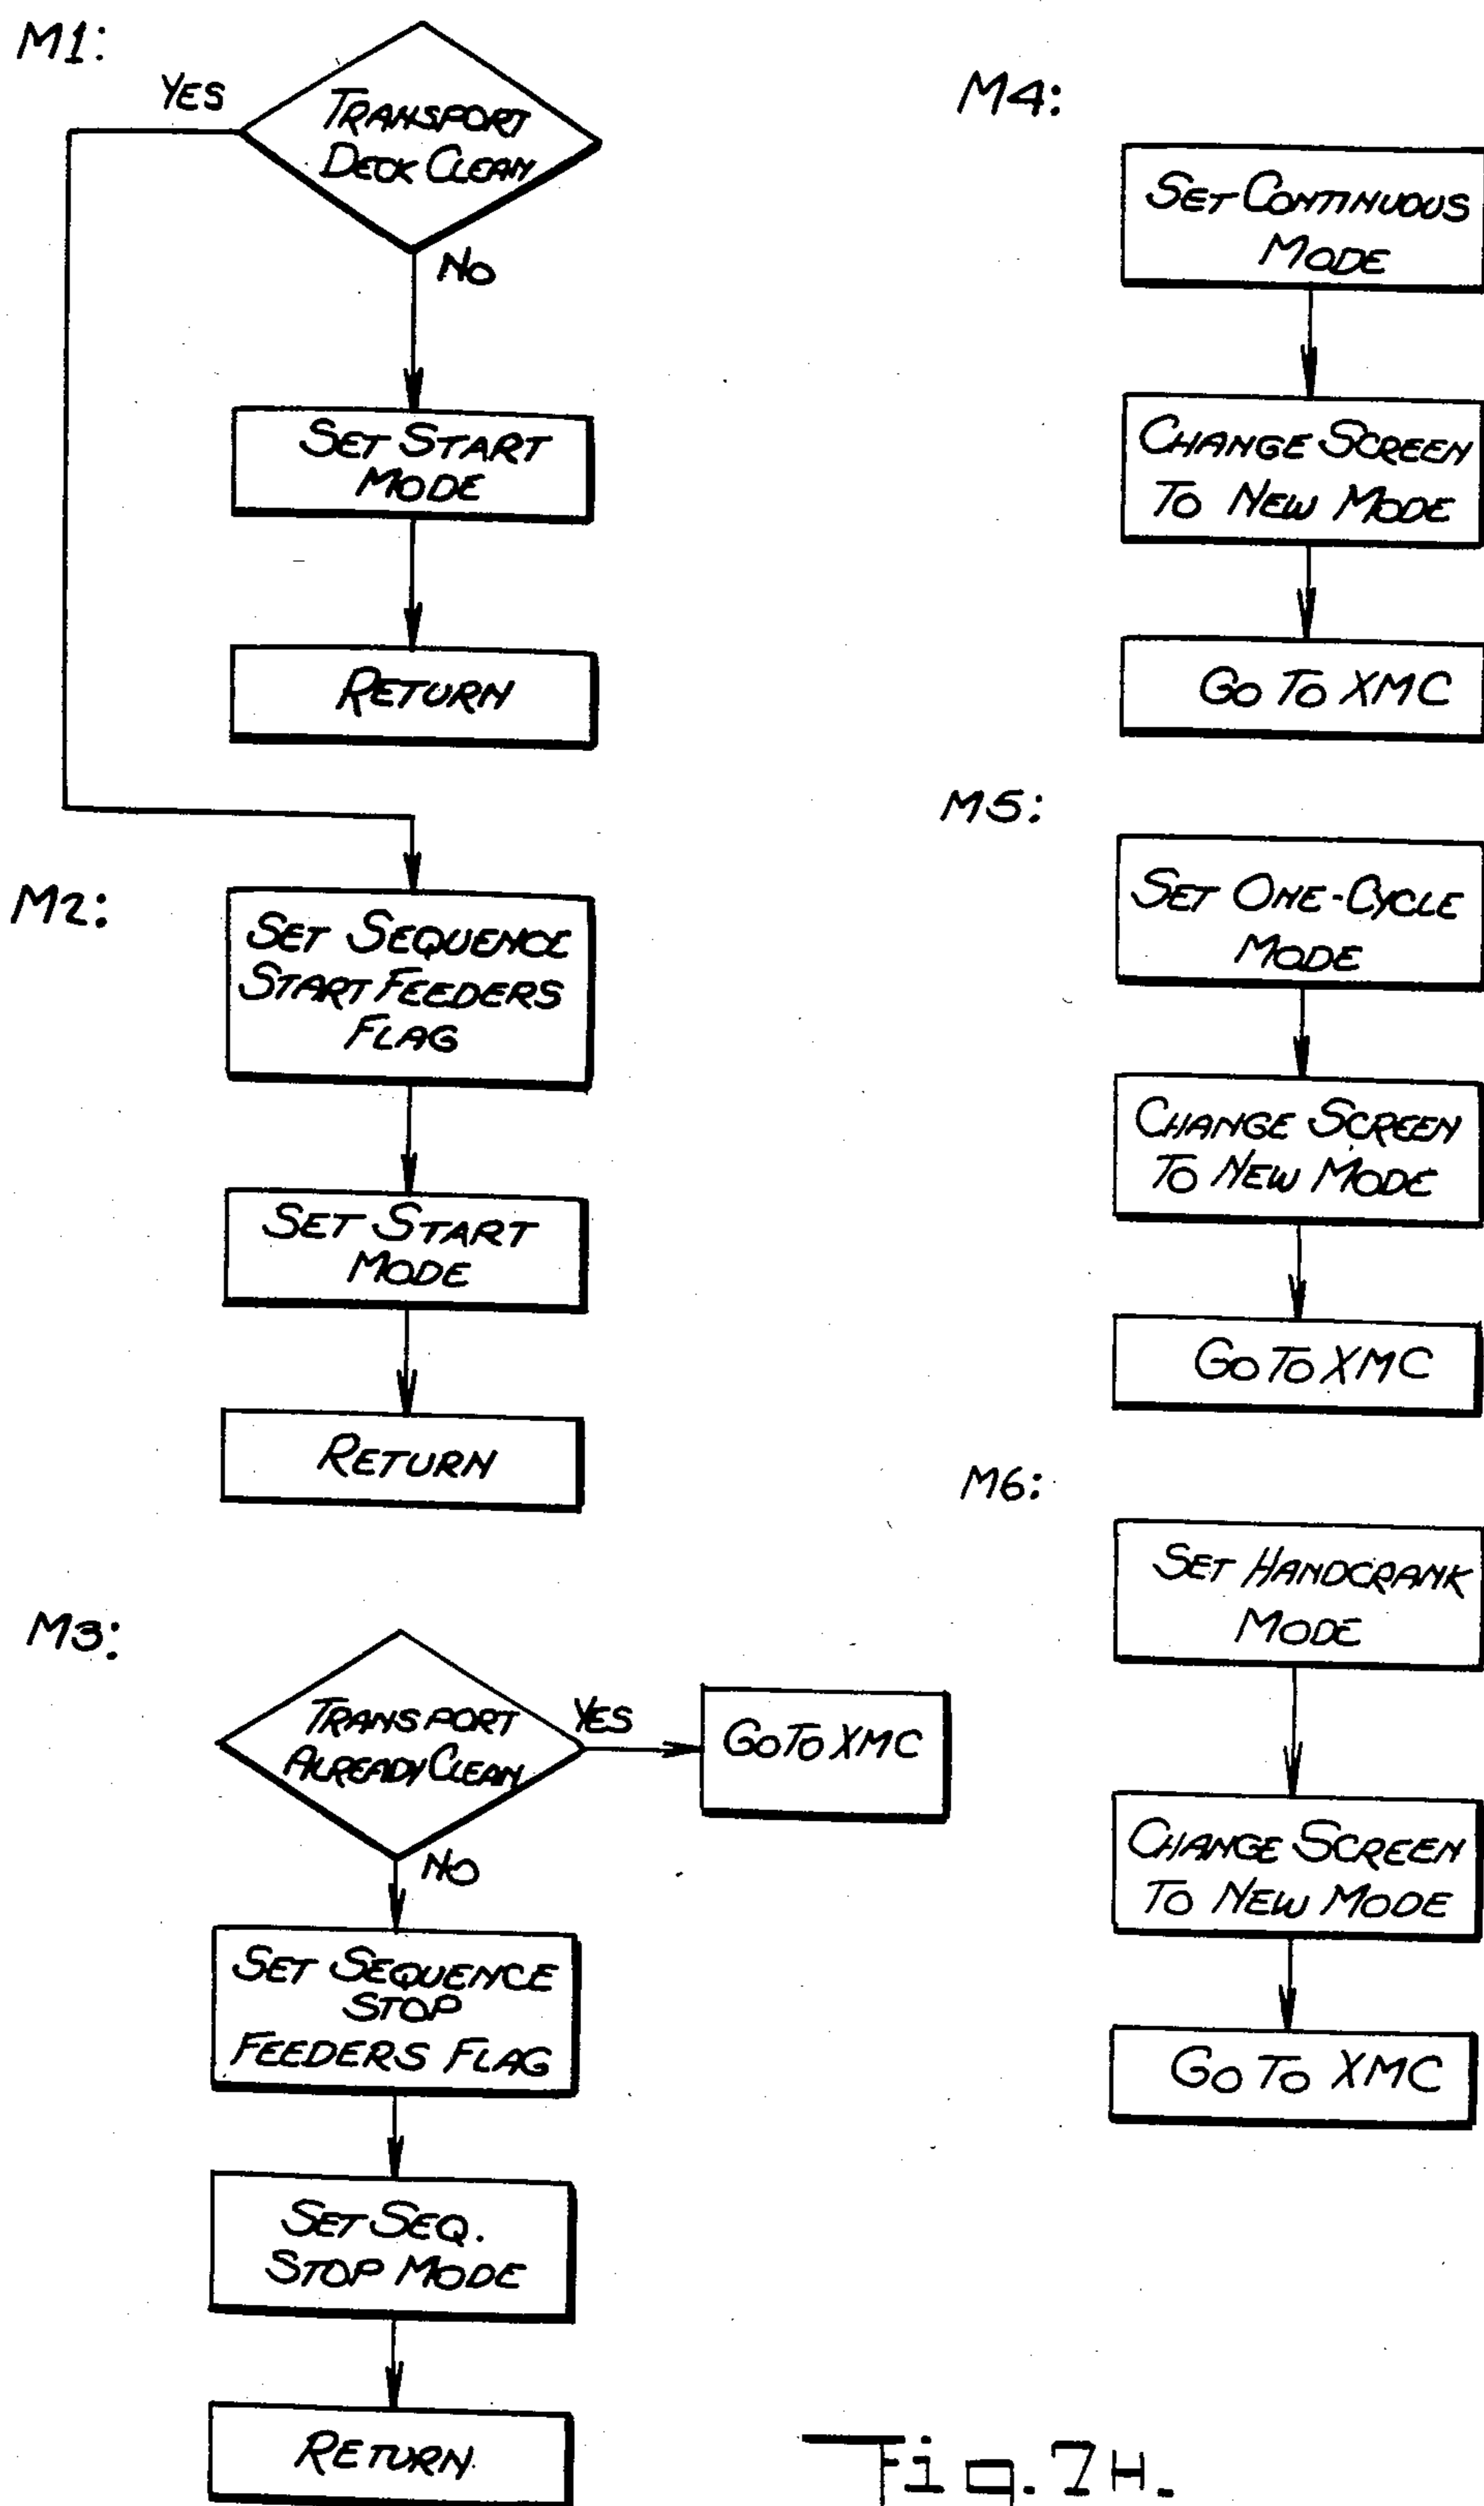 M1:
YES
TRANSPORT
DECK CLEAN
NO
SET START
MODE
RETURN
M2:
SET SEQUENCE
START FEEDERS
FLAG
SET START
MODE
RETURN
M3:
TRANSPORT
ALREADY CLEAN
YES
GO TO XMC
NO
SET SEQUENCE
STOP
FEEDERS FLAG
SET SEQ.
STOP MODE
RETURN
M4:
SET CONTINUOUS
MODE
CHANGE SCREEN
TO NEW MODE
GO TO XMC
M5:
SET ONE-CYCLE
MODE
CHANGE SCREEN
TO NEW MODE
GO TO XMC
M6:
SET HANDCRANK
MODE
CHANGE SCREEN
TO NEW MODE
GO TO XMC
Fig. 7H.